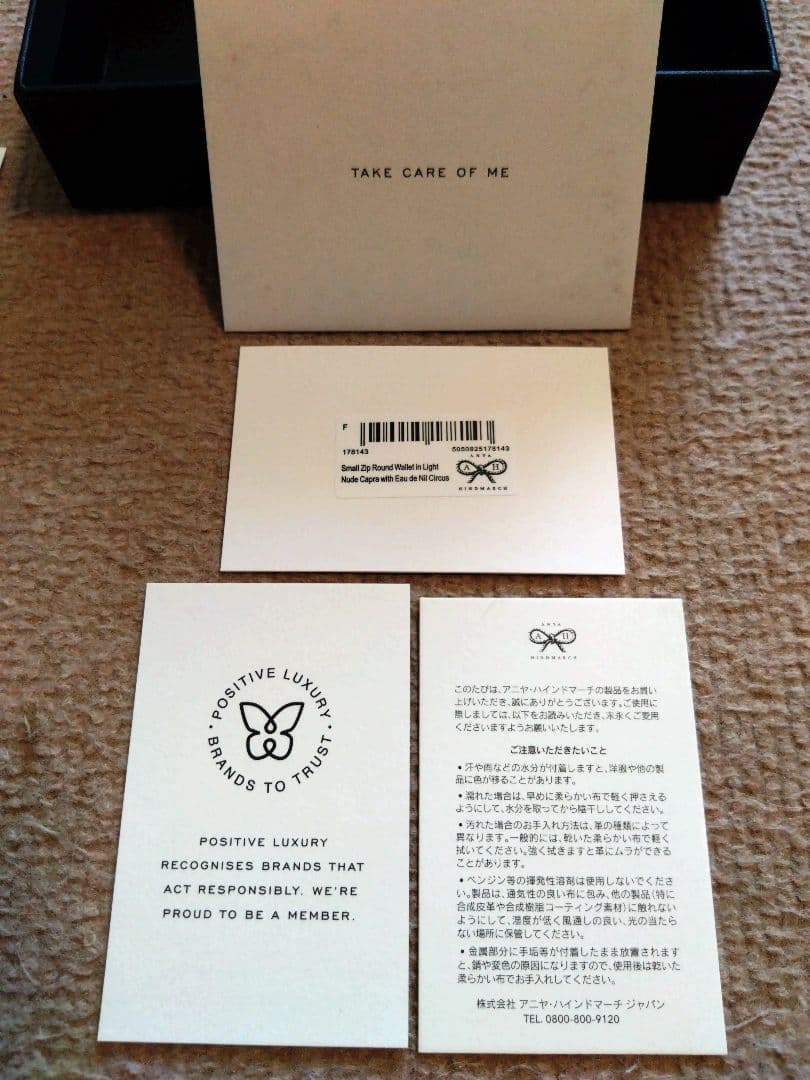 TAKE CARE OF ME
F
178143
5050925178143
Small Zip Round Wallet in Light
Nude Capra with Eau de Nil Circus
ANYA
A H
HINDMARCH
· POSITIVE LUXURY ·
BRANDS TO TRUST
POSITIVE LUXURY
RECOGNISES BRANDS THAT
ACT RESPONSIBLY. WE'RE
PROUD TO BE A MEMBER.
ANYA
A H
HINDMARCH
このたびは、アニヤ・ハインドマーチの製品をお買い
上げいただき、誠にありがとうございます。ご使用に
際しましては、以下をお読みいただき、末永くご愛用
くださいますようお願いいたします。
ご注意いただきたいこと
• 汗や雨などの水分が付着しますと、洋服や他の製
品に色が移ることがあります。
• 濡れた場合は、早めに柔らかい布で軽く押さえる
ようにして、水分を取ってから陰干ししてください。
• 汚れた場合のお手入れ方法は、革の種類によって
異なります。一般的には、乾いた柔らかい布で軽く
拭いてください。強く拭きますと革にムラができる
ことがあります。
• ベンジン等の揮発性溶剤は使用しないでくださ
い。製品は、通気性の良い布に包み、他の製品（特に
合成皮革や合成樹脂コーティング素材）に触れない
ようにして、湿度が低く風通しの良い、光の当たら
ない場所に保管してください。
• 金属部分に手垢等が付着したまま放置されます
と、錆や変色の原因になりますので、使用後は乾いた
柔らかい布でお手入れしてください。
株式会社 アニヤ・ハインドマーチ ジャパン
TEL. 0800-800-9120